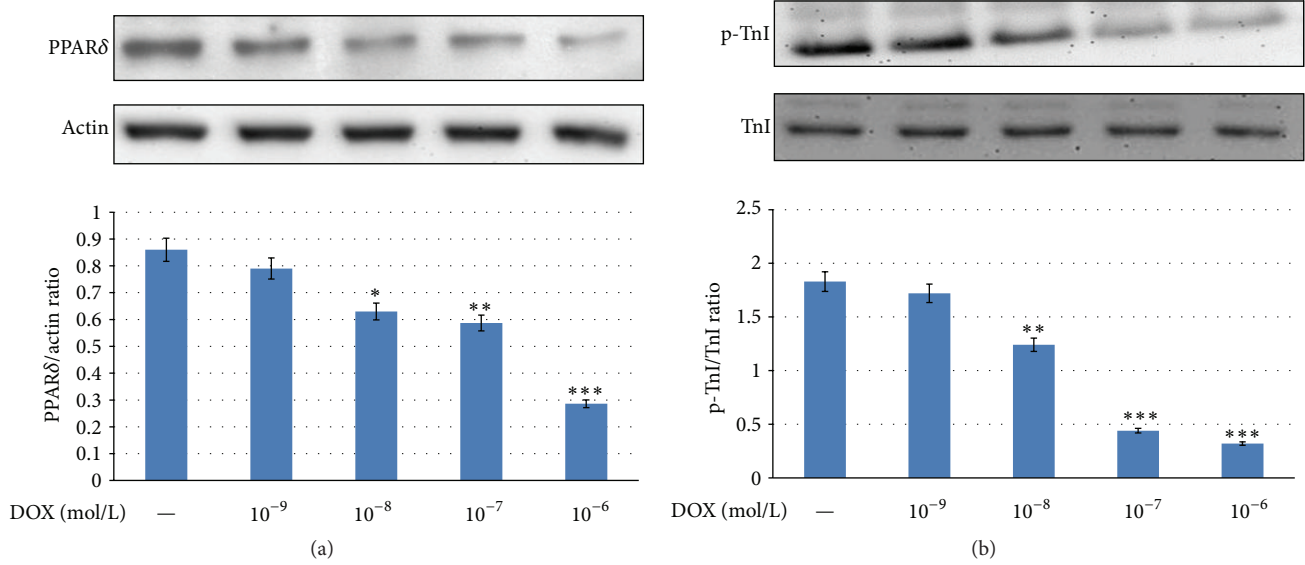 PPARδ
Actin
PPARδ/actin ratio
1
0.9
0.8
0.7
0.6
0.5
0.4
0.3
0.2
0.1
0
*
**
***
DOX (mol/L) — 10⁻⁹ 10⁻⁸ 10⁻⁷ 10⁻⁶
(a)
p-TnI
TnI
p-TnI/TnI ratio
2.5
2
1.5
1
0.5
0
**
***
***
DOX (mol/L) — 10⁻⁹ 10⁻⁸ 10⁻⁷ 10⁻⁶
(b)